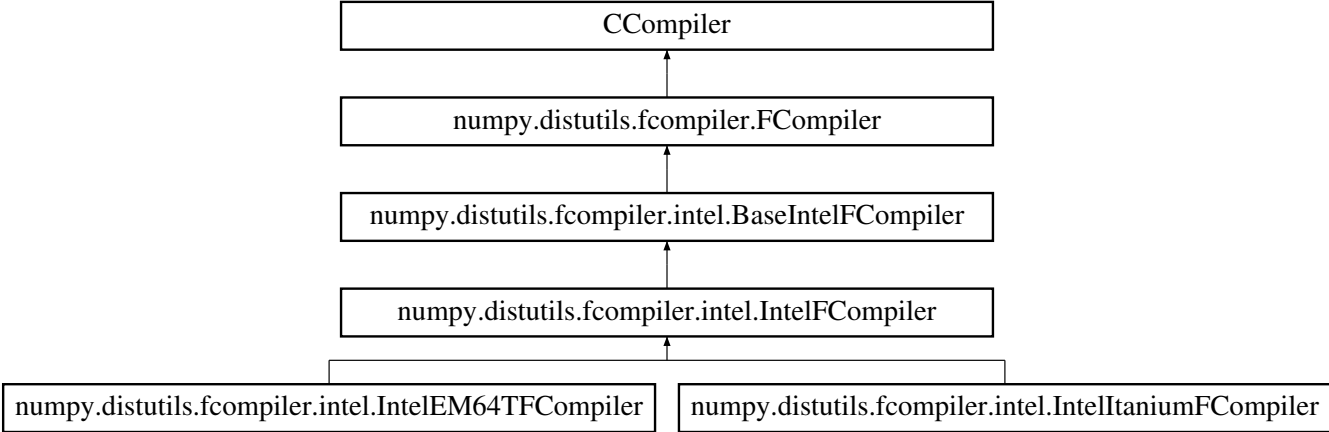 CCompiler
numpy.distutils.fcompiler.FCompiler
numpy.distutils.fcompiler.intel.BaseIntelFCompiler
numpy.distutils.fcompiler.intel.IntelFCompiler
numpy.distutils.fcompiler.intel.IntelEM64TFCompiler
numpy.distutils.fcompiler.intel.IntelItaniumFCompiler